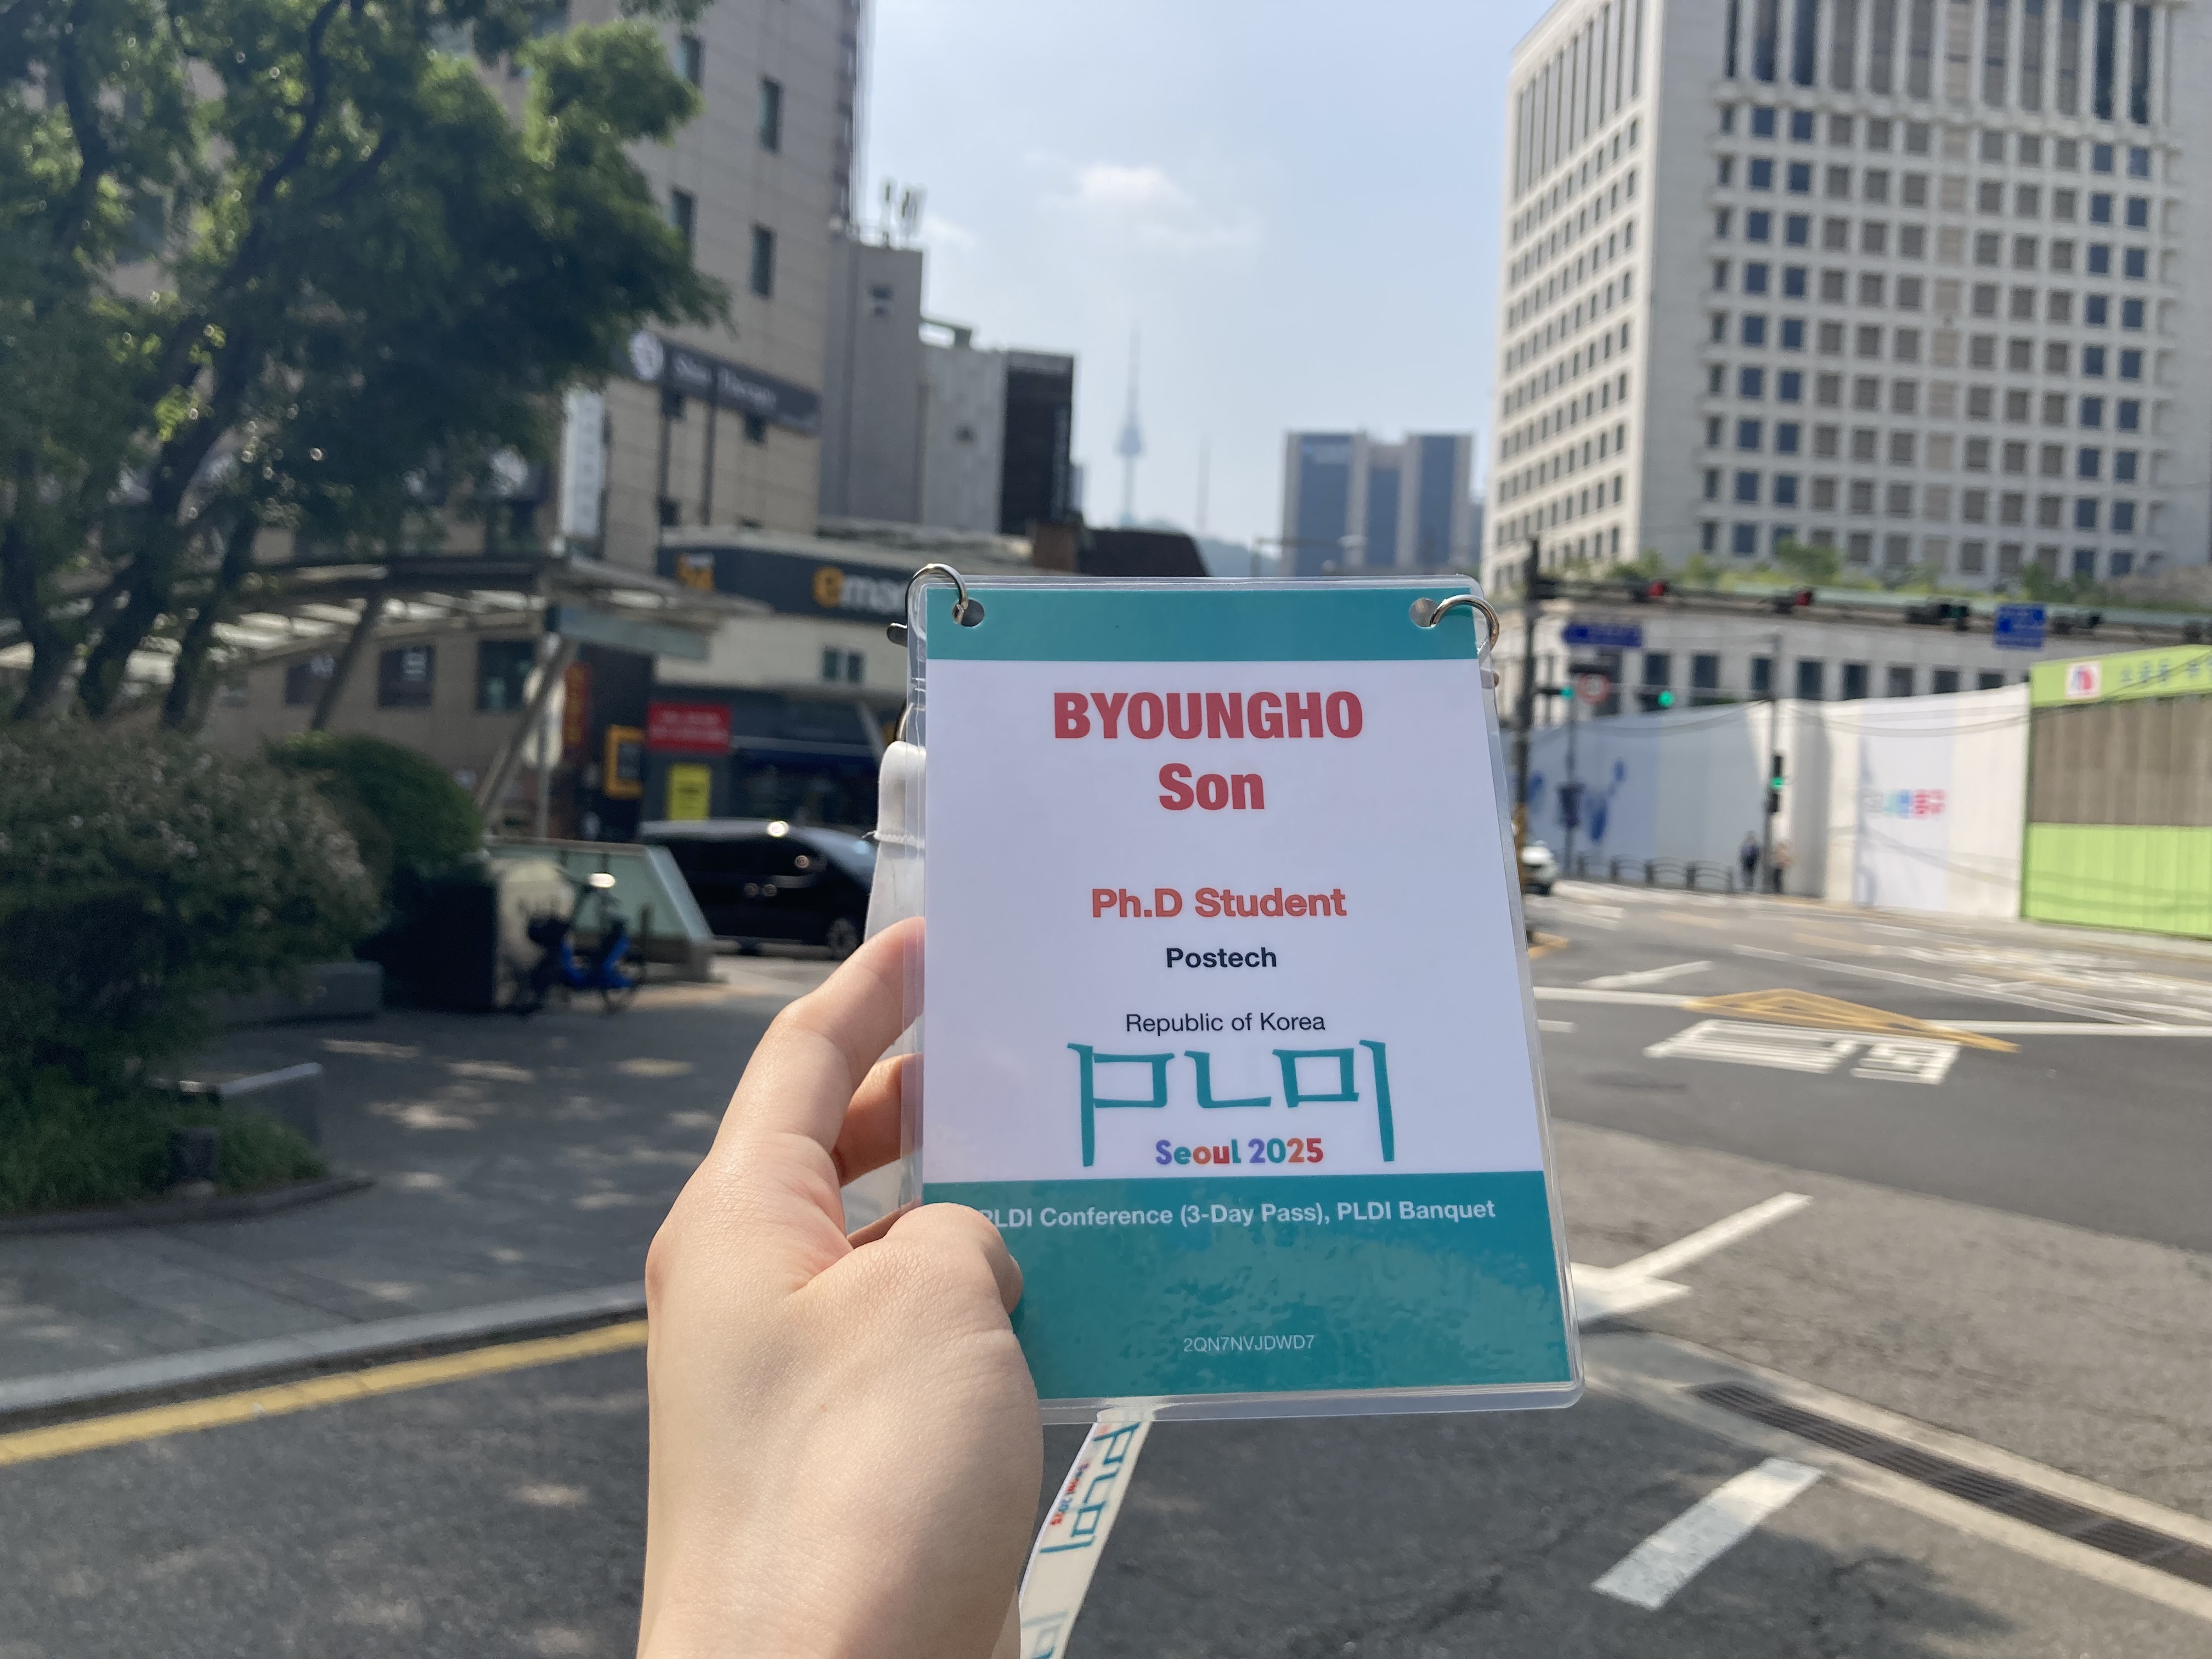 BYOUNGHO
Son
Ph.D Student
Postech
Republic of Korea
PLDI
Seoul 2025
PLDI Conference (3-Day Pass), PLDI Banquet
2QN7NVJDWD7